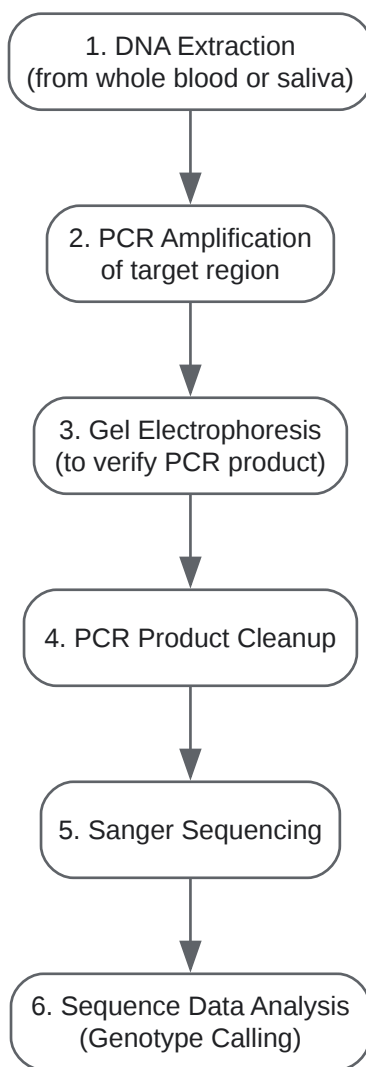 1. DNA Extraction
(from whole blood or saliva)
2. PCR Amplification
of target region
3. Gel Electrophoresis
(to verify PCR product)
4. PCR Product Cleanup
5. Sanger Sequencing
6. Sequence Data Analysis
(Genotype Calling)